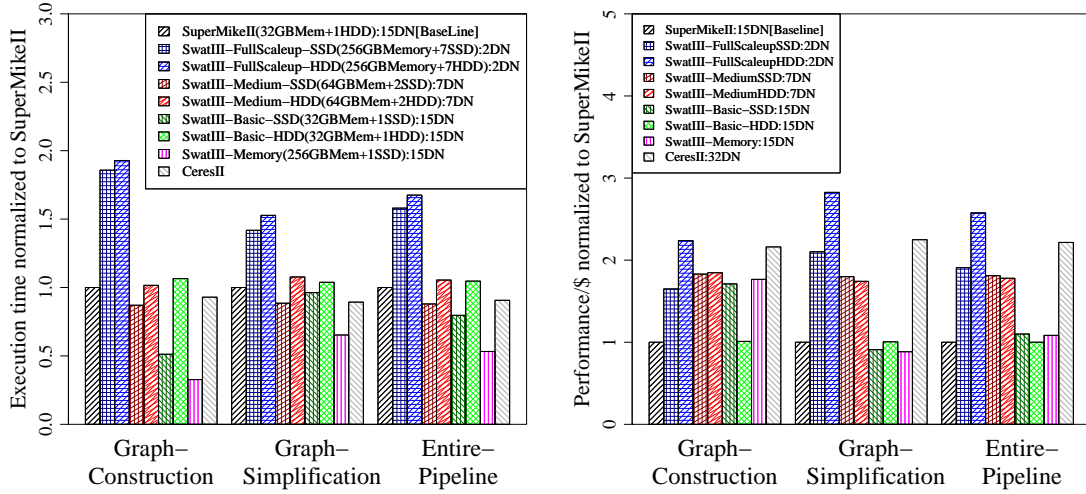 Execution time normalized to SuperMikeII
0.0
0.5
1.0
1.5
2.0
2.5
3.0
SuperMikeII(32GBMem+1HDD):15DN[BaseLine]
SwatIII−FullScaleup−SSD(256GBMemory+7SSD):2DN
SwatIII−FullScaleup−HDD(256GBMemory+7HDD):2DN
SwatIII−Medium−SSD(64GBMem+2SSD):7DN
SwatIII−Medium−HDD(64GBMem+2HDD):7DN
SwatIII−Basic−SSD(32GBMem+1SSD):15DN
SwatIII−Basic−HDD(32GBMem+1HDD):15DN
SwatIII−Memory(256GBMem+1SSD):15DN
CeresII
Graph−
Construction
Graph−
Simplification
Entire−
Pipeline
Performance/$ normalized to SuperMikeII
0
1
2
3
4
5
SuperMikeII:15DN[Baseline]
SwatIII−FullScaleupSSD:2DN
SwatIII−FullScaleupHDD:2DN
SwatIII−MediumSSD:7DN
SwatIII−MediumHDD:7DN
SwatIII−Basic−SSD:15DN
SwatIII−Basic−HDD:15DN
SwatIII−Memory:15DN
CeresII:32DN
Graph−
Construction
Graph−
Simplification
Entire−
Pipeline